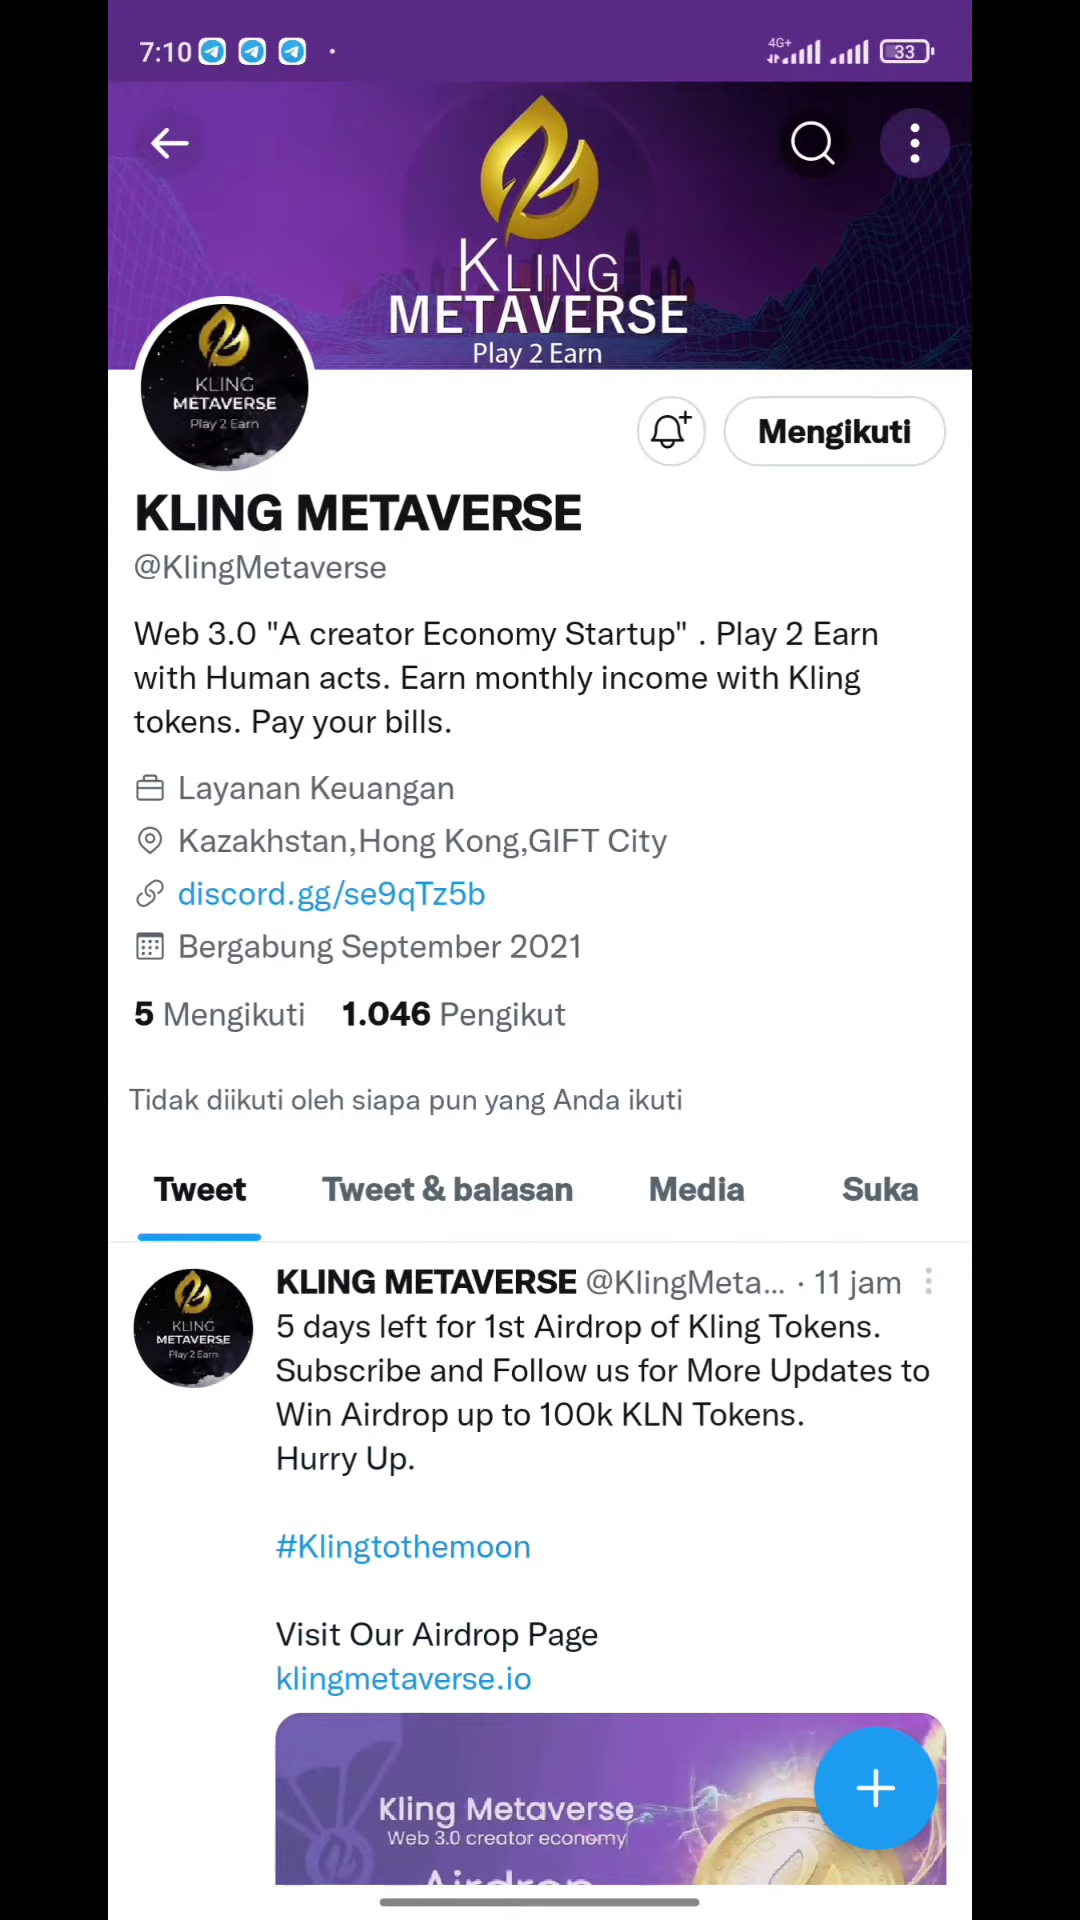 7:10
4G+
33
KLING
METAVERSE
Play 2 Earn
KLING
METAVERSE
Play 2 Earn
Mengikuti
KLING METAVERSE
@KlingMetaverse
Web 3.0 "A creator Economy Startup" . Play 2 Earn
with Human acts. Earn monthly income with Kling
tokens. Pay your bills.
Layanan Keuangan
Kazakhstan,Hong Kong,GIFT City
discord.gg/se9qTz5b
Bergabung September 2021
5 Mengikuti 1.046 Pengikut
Tidak diikuti oleh siapa pun yang Anda ikuti
Tweet Tweet & balasan Media Suka
KLING METAVERSE @KlingMeta... · 11 jam
KLING
METAVERSE
Play 2 Earn
5 days left for 1st Airdrop of Kling Tokens.
Subscribe and Follow us for More Updates to
Win Airdrop up to 100k KLN Tokens.
Hurry Up.
#Klingtothemoon
Visit Our Airdrop Page
klingmetaverse.io
Kling Metaverse
Web 3.0 creator economy
Airdrop